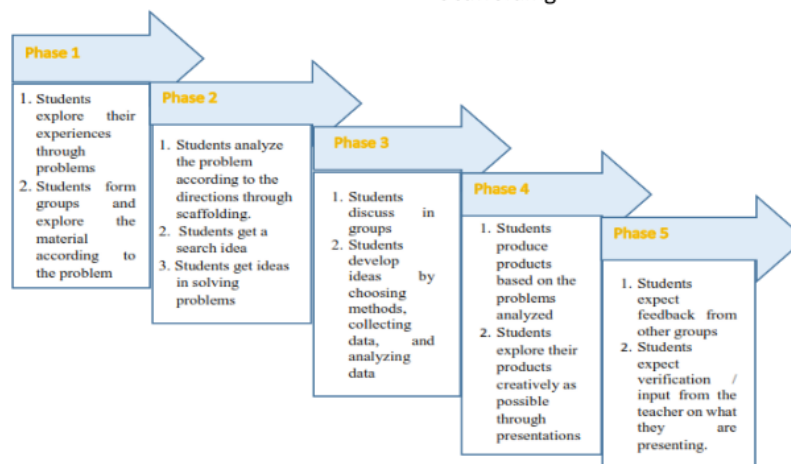 Phase 1
1. Students
explore their
experiences
through
problems
2. Students form
groups and
explore the
material
according to
the problem
Phase 2
1. Students analyze
the problem
according to the
directions through
scaffolding.
2. Students get a
search idea
3. Students get ideas
in solving
problems
Phase 3
1. Students
discuss in
groups
2. Students
develop
ideas by
choosing
methods,
collecting
data, and
analyzing
data
Phase 4
1. Students
produce
products
based on the
problems
analyzed
2. Students
explore their
products
creatively as
possible
through
presentations
Phase 5
1. Students
expect
feedback from
other groups
2. Students
expect
verification /
input from the
teacher on what
they are
presenting.